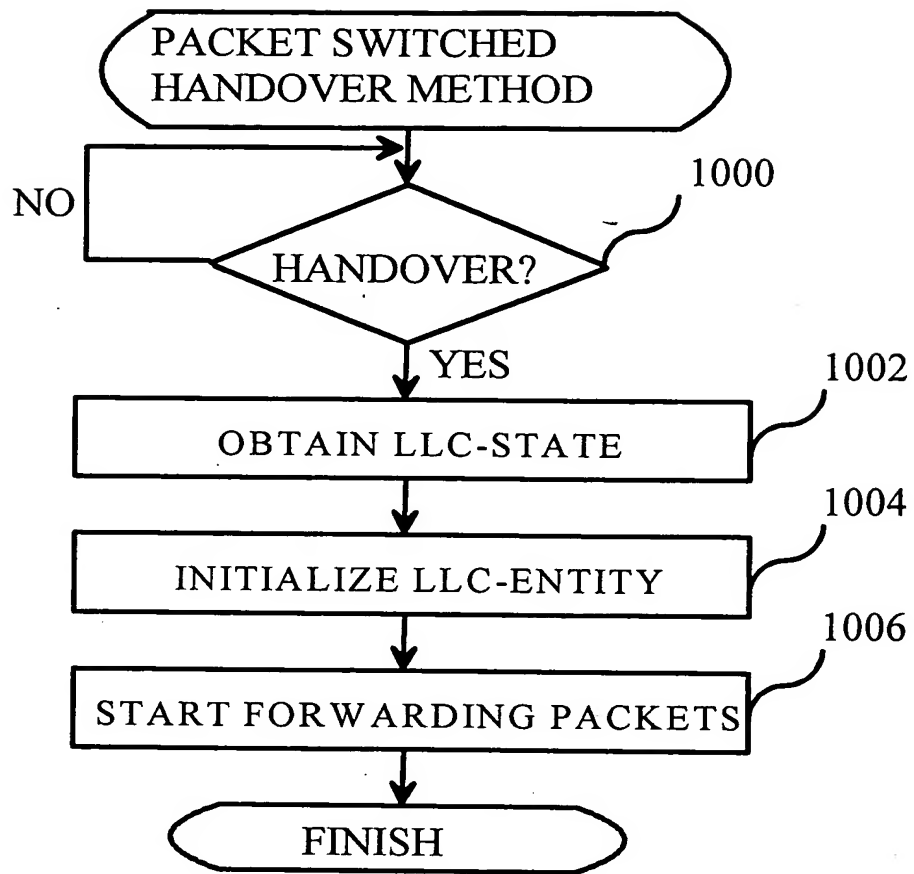 PACKET SWITCHED
HANDOVER METHOD
1000
NO
HANDOVER?
YES
1002
OBTAIN LLC-STATE
1004
INITIALIZE LLC-ENTITY
1006
START FORWARDING PACKETS
FINISH